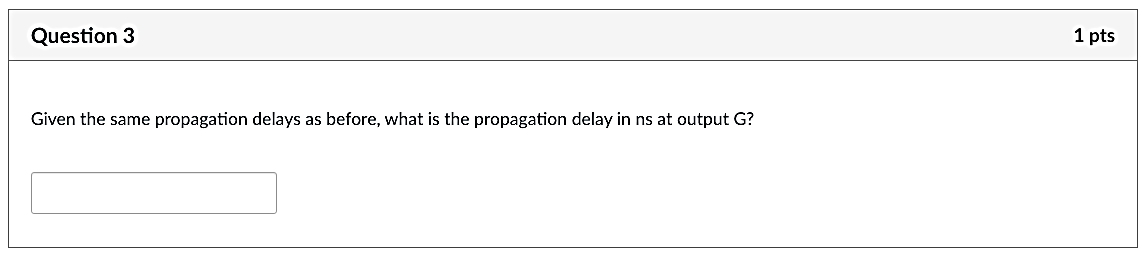 Question 3
1 pts
Given the same propagation delays as before, what is the propagation delay in ns at output G?